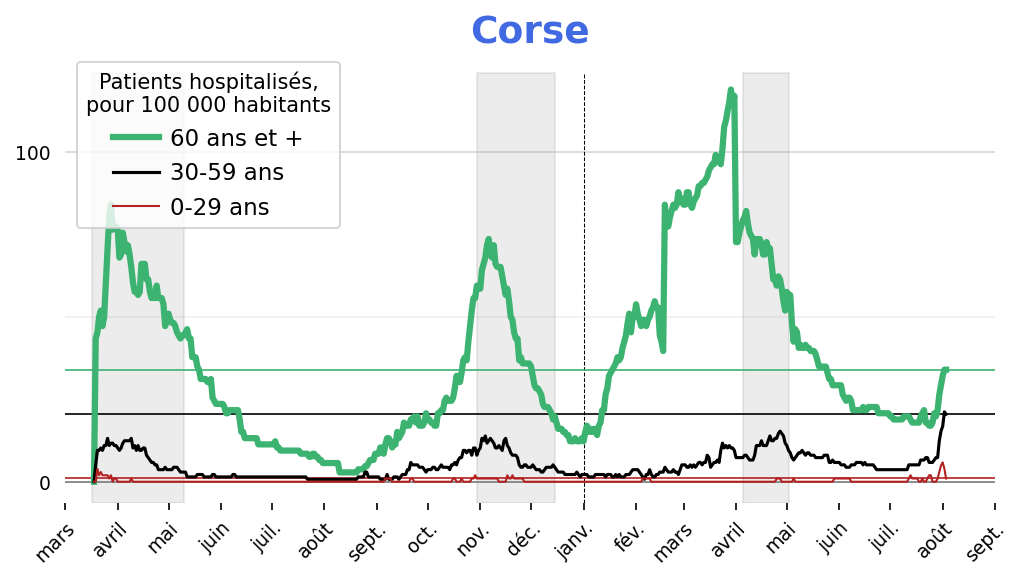 Corse
Patients hospitalisés,
pour 100 000 habitants
60 ans et +
30-59 ans
0-29 ans
100
0
mars avril mai juin juil. août sept. oct. nov. déc. janv. fév. mars avril mai juin juil. août sept.